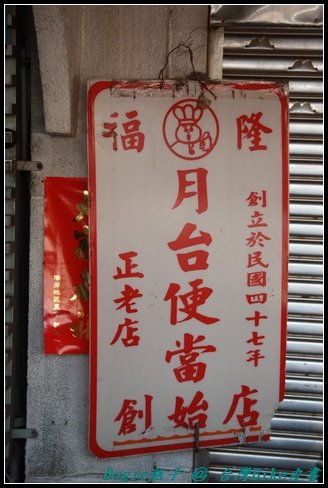 福隆
月台便當
創立於民國四十七年
正老店
創始店